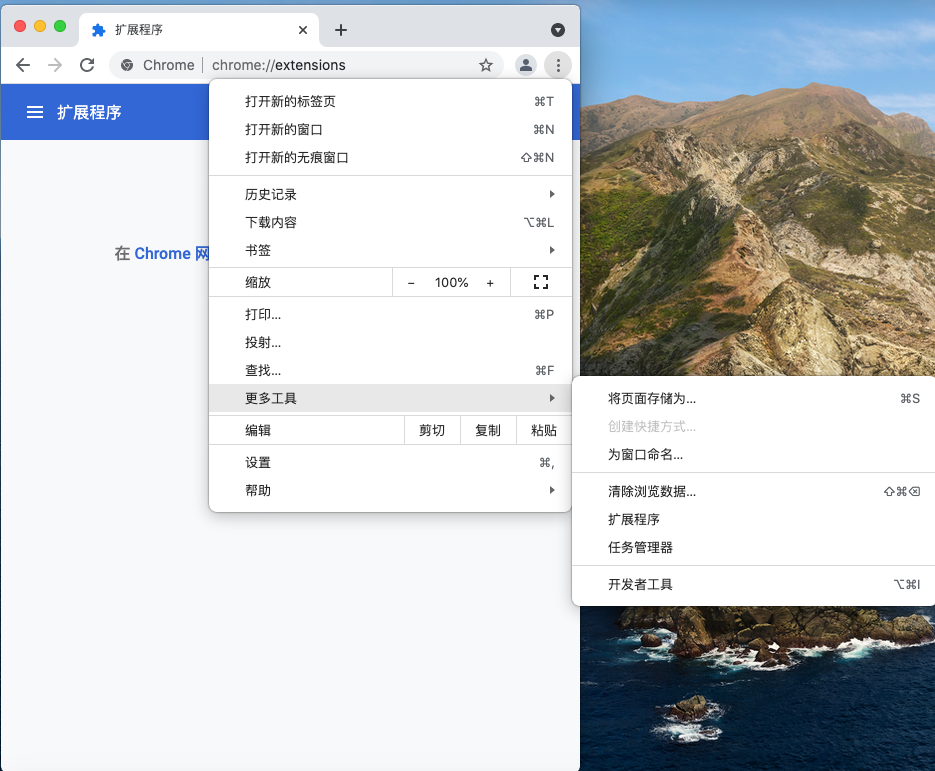 扩展程序
Chrome | chrome://extensions
扩展程序
在 Chrome 网
打开新的标签页 ⌘T
打开新的窗口 ⌘N
打开新的无痕窗口 ⇧⌘N
历史记录
下载内容 ⌥⌘L
书签
缩放 - 100% +
打印... ⌘P
投射...
查找... ⌘F
更多工具
编辑 剪切 复制 粘贴
设置 ⌘,
帮助
将页面存储为... ⌘S
创建快捷方式...
为窗口命名...
清除浏览数据... ⇧⌘⌫
扩展程序
任务管理器
开发者工具 ⌥⌘I